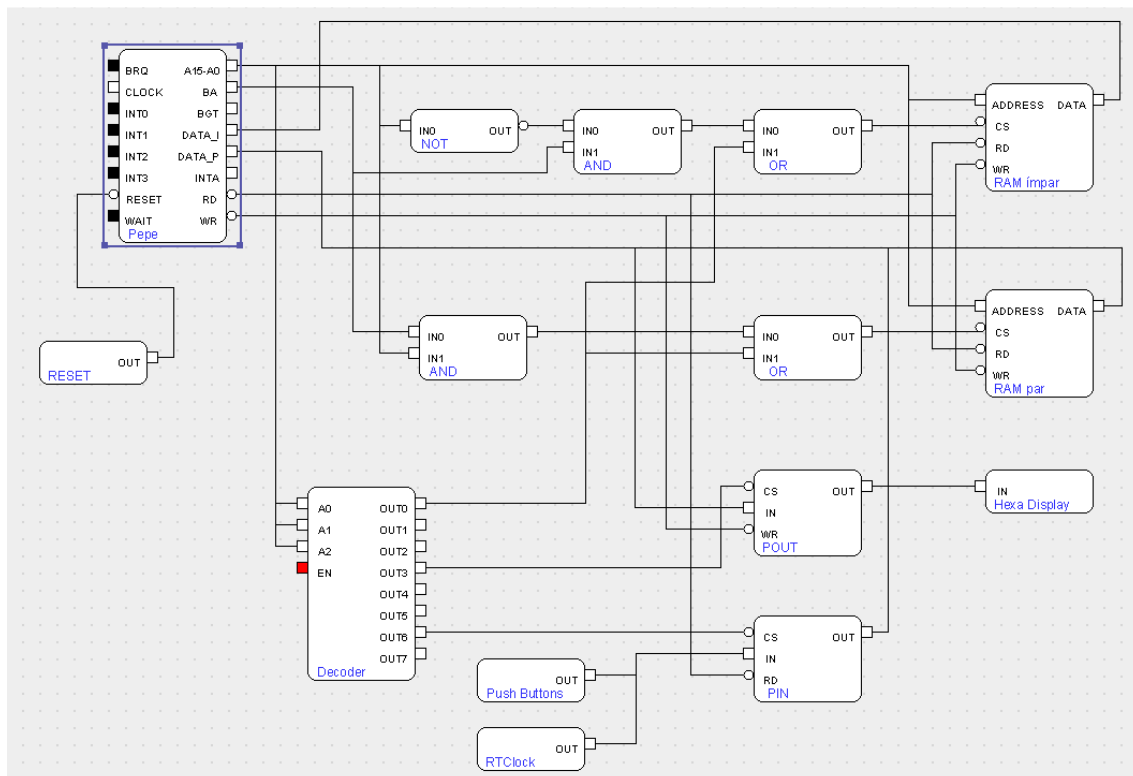 BRQ A15-A0
CLOCK BA
INT0 BGT
INT1 DATA_I
INT2 DATA_P
INT3 INTA
RESET RD
WAIT WR
Pepe
IN0 OUT
NOT
IN0 OUT
IN1
AND
IN0 OUT
IN1
OR
ADDRESS DATA
CS
RD
WR
RAM ímpar
OUT
RESET
IN0 OUT
IN1
AND
IN0 OUT
IN1
OR
ADDRESS DATA
CS
RD
WR
RAM par
A0 OUT0
A1 OUT1
A2 OUT2
EN OUT3
OUT4
OUT5
OUT6
OUT7
Decoder
CS OUT
IN
WR
POUT
IN
Hexa Display
OUT
Push Buttons
OUT
RTClock
CS OUT
IN
RD
PIN